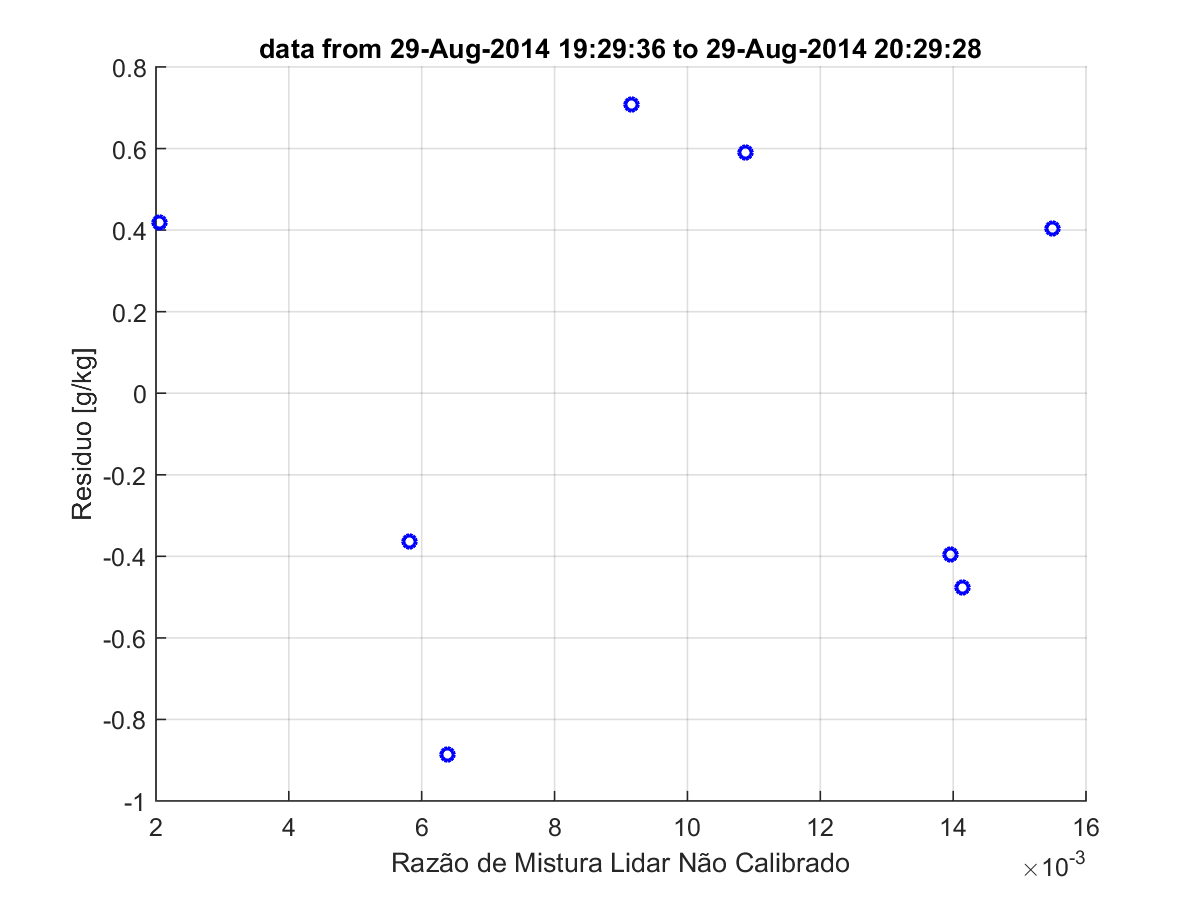 data from 29-Aug-2014 19:29:36 to 29-Aug-2014 20:29:28
0.8
0.6
0.4
0.2
0
-0.2
-0.4
-0.6
-0.8
-1
Residuo [g/kg]
2 4 6 8 10 12 14 16
Razão de Mistura Lidar Não Calibrado
×10-3